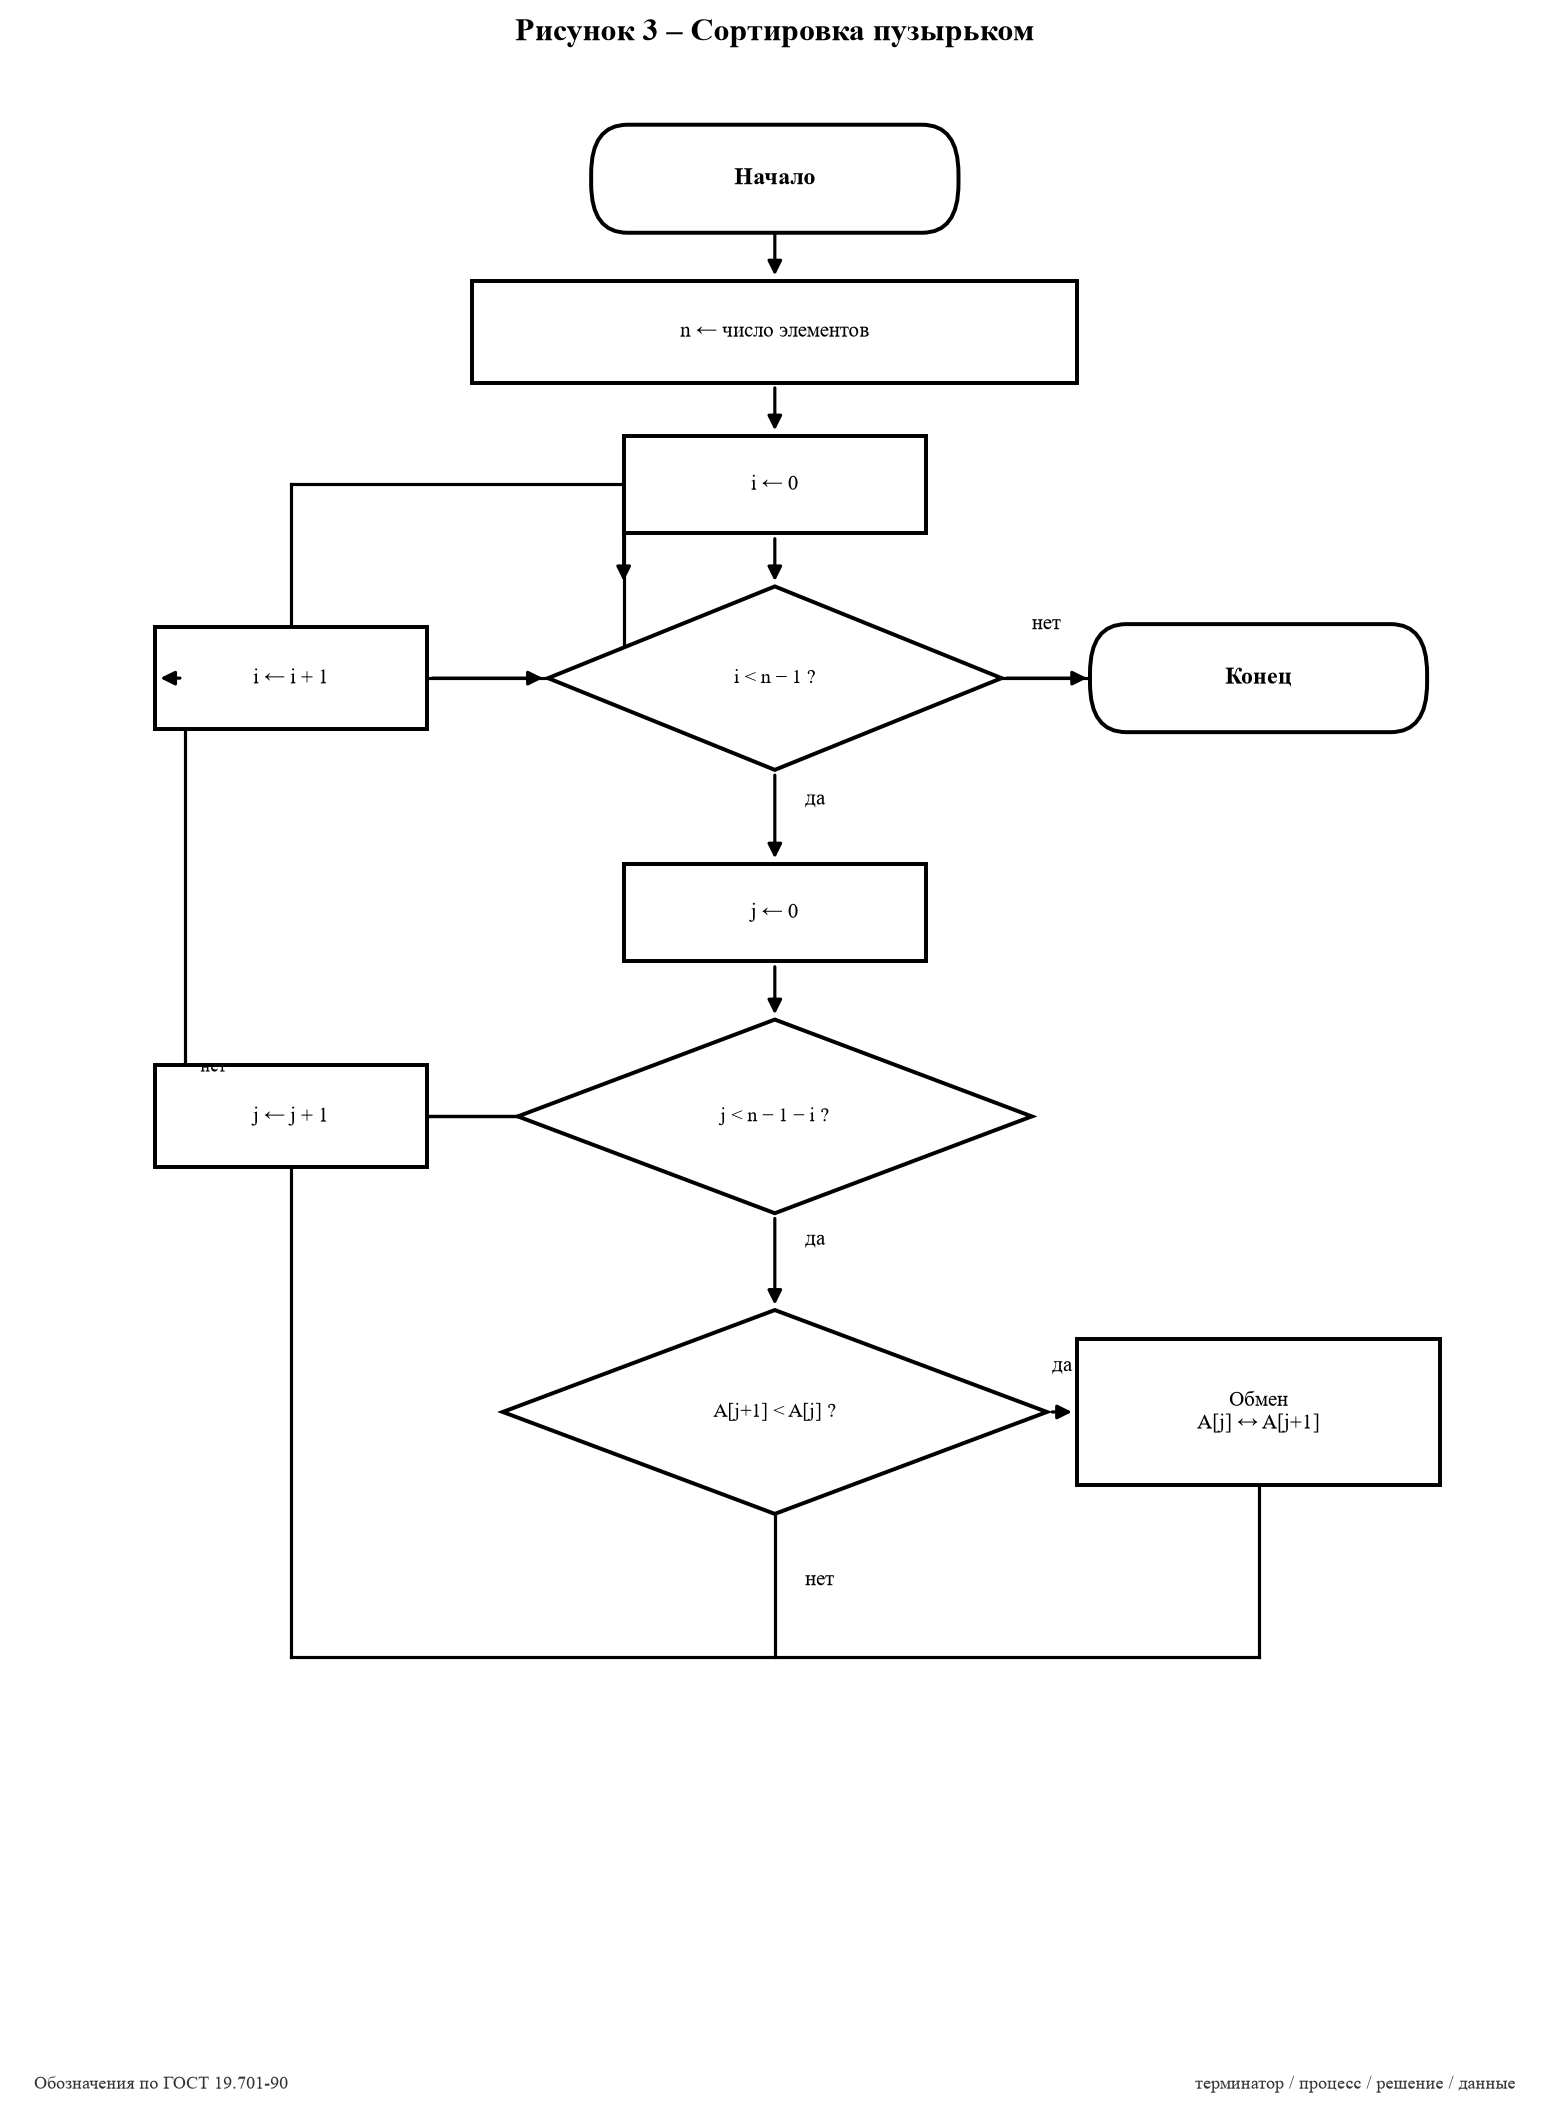 Рисунок 3 – Сортировка пузырьком
Начало
n ← число элементов
i ← 0
нет
i ← i + 1
i < n − 1 ?
Конец
да
j ← 0
нет
j ← j + 1
j < n − 1 − i ?
да
да
A[j+1] < A[j] ?
Обмен
A[j] ↔ A[j+1]
нет
Обозначения по ГОСТ 19.701-90
терминатор / процесс / решение / данные